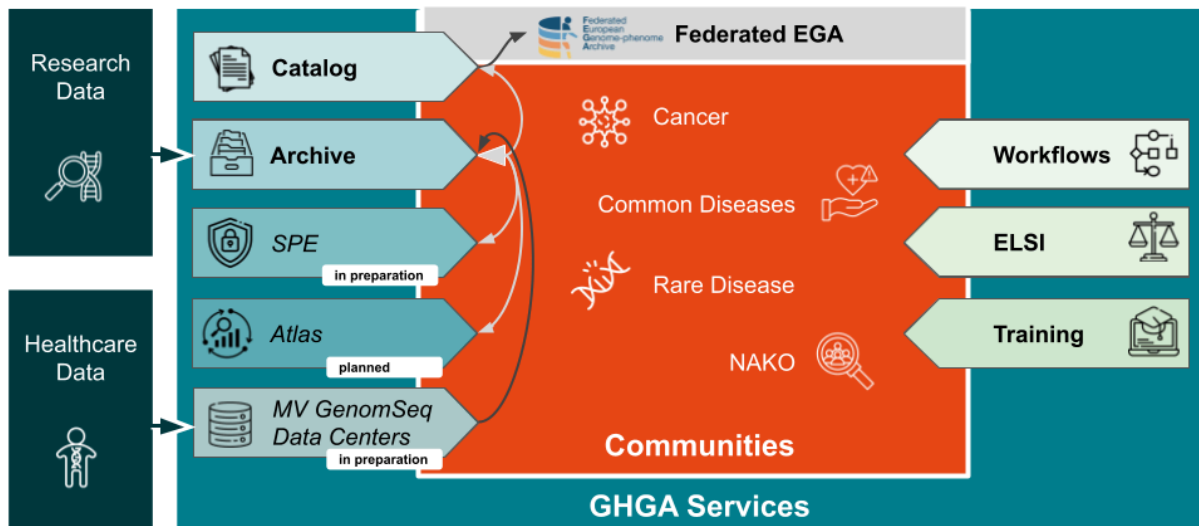 Research
Data
Healthcare
Data
Catalog
Archive
SPE
in preparation
Atlas
planned
MV GenomSeq
Data Centers
in preparation
Federated
European
Genome-phenome
Archive
Federated EGA
Cancer
Common Diseases
Rare Disease
NAKO
Communities
Workflows
ELSI
Training
GHGA Services